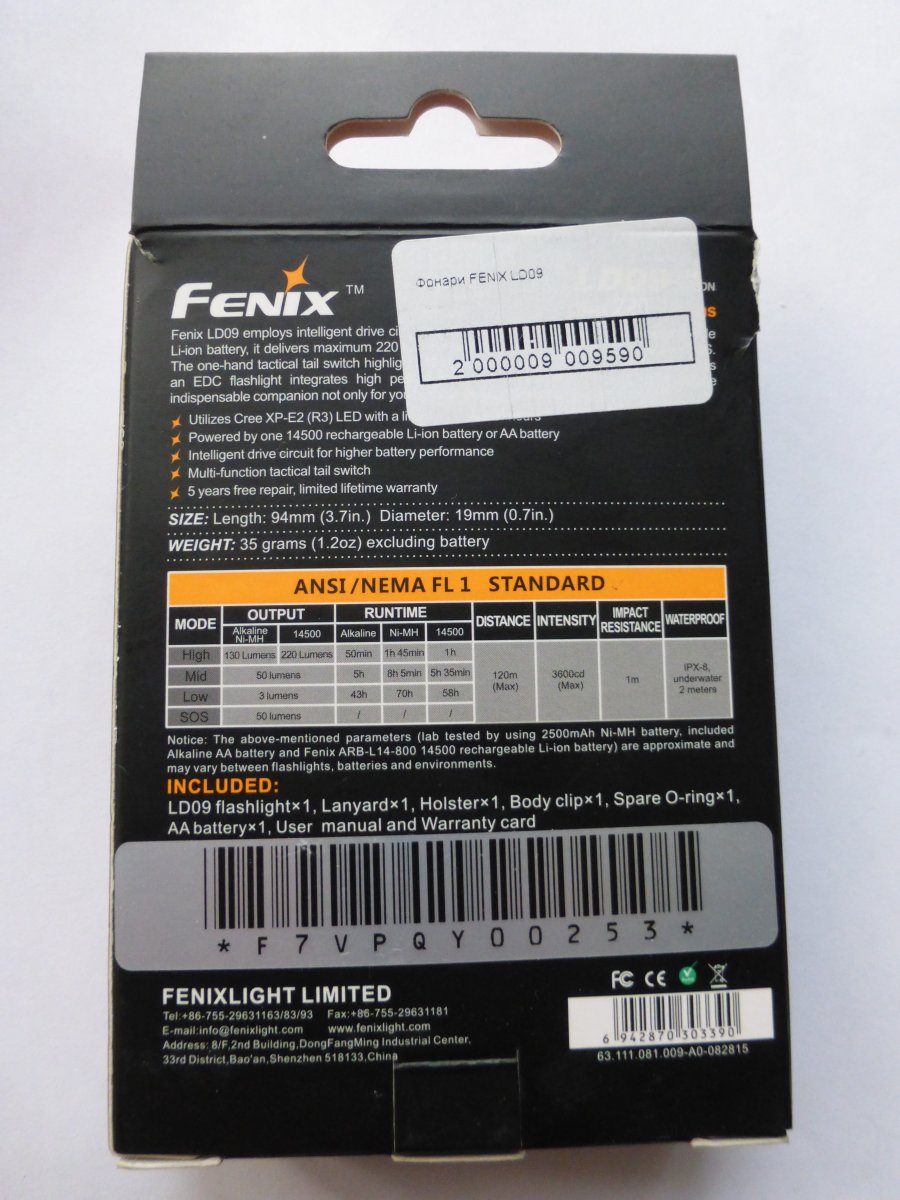 Фонари FENIX LD09
2 000009 009590
FENIX™
ON
Fenix LD09 employs intelligent drive
Li-ion battery, it delivers maximum 220
The one-hand tactical tail switch
an EDC flashlight integrates high
indispensable companion not only for
Utilizes Cree XP-E2 (R3) LED with a
Powered by one 14500 rechargeable Li-ion battery or AA battery
Intelligent drive circuit for higher battery performance
Multi-function tactical tail switch
5 years free repair, limited lifetime warranty
SIZE: Length: 94mm (3.7in.) Diameter: 19mm (0.7in.)
WEIGHT: 35 grams (1.2oz) excluding battery
ANSI/NEMA FL 1 STANDARD
MODE OUTPUT RUNTIME DISTANCE INTENSITY IMPACT RESISTANCE WATERPROOF
Alkaline Ni-MH 14500 Alkaline Ni-MH 14500
High 130 Lumens 220 Lumens 50min 1h 45min 1h
Mid 50 lumens 5h 8h 5min 5h 35min
Low 3 lumens 43h 70h 58h
SOS 50 lumens / / /
120m (Max) 3600cd (Max) 1m IPX-8, underwater 2 meters
Notice: The above-mentioned parameters (lab tested by using 2500mAh Ni-MH battery, included
Alkaline AA battery and Fenix ARB-L14-800 14500 rechargeable Li-ion battery) are approximate and
may vary between flashlights, batteries and environments.
INCLUDED:
LD09 flashlight×1, Lanyard×1, Holster×1, Body clip×1, Spare O-ring×1,
AA battery×1, User manual and Warranty card
*F7VPQY00253*
FENIXLIGHT LIMITED
Tel:+86-755-29631163/83/93 Fax:+86-755-29631181
E-mail:info@fenixlight.com www.fenixlight.com
Address: 8/F,2nd Building,DongFangMing Industrial Center,
33rd District,Bao'an,Shenzhen 518133,China
FC CE
6 942870 303390
63.111.081.009-A0-082815